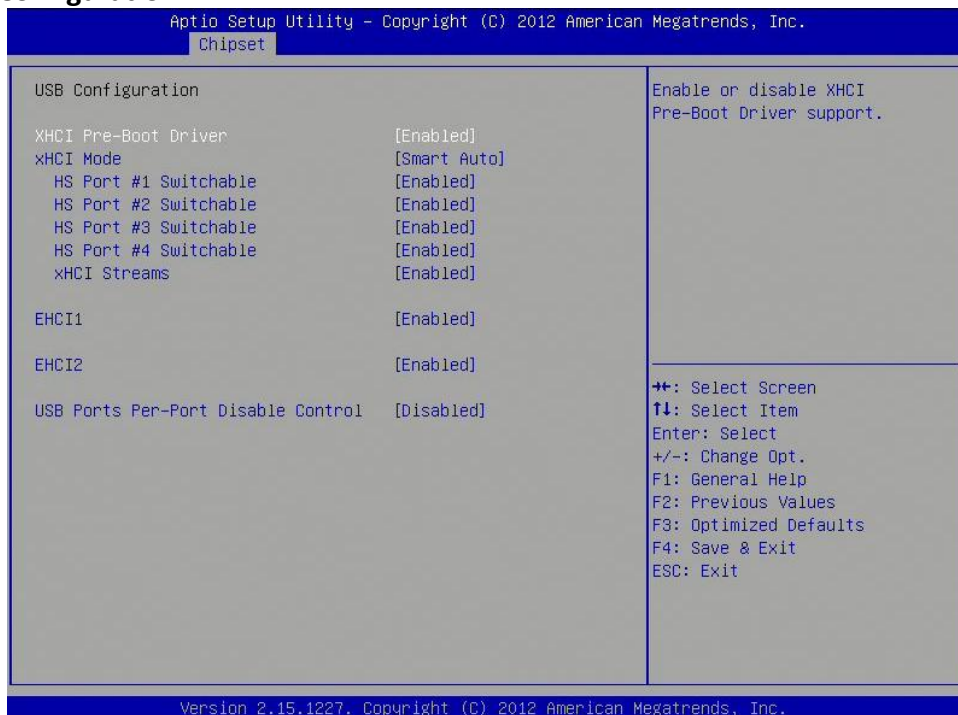 Aptio Setup Utility – Copyright (C) 2012 American Megatrends, Inc.
Chipset
USB Configuration
XHCI Pre-Boot Driver [Enabled]
xHCI Mode [Smart Auto]
HS Port #1 Switchable [Enabled]
HS Port #2 Switchable [Enabled]
HS Port #3 Switchable [Enabled]
HS Port #4 Switchable [Enabled]
xHCI Streams [Enabled]
EHCI1 [Enabled]
EHCI2 [Enabled]
USB Ports Per-Port Disable Control [Disabled]
Enable or disable XHCI
Pre-Boot Driver support.
→←: Select Screen
↑↓: Select Item
Enter: Select
+/-: Change Opt.
F1: General Help
F2: Previous Values
F3: Optimized Defaults
F4: Save & Exit
ESC: Exit
Version 2.15.1227. Copyright (C) 2012 American Megatrends, Inc.